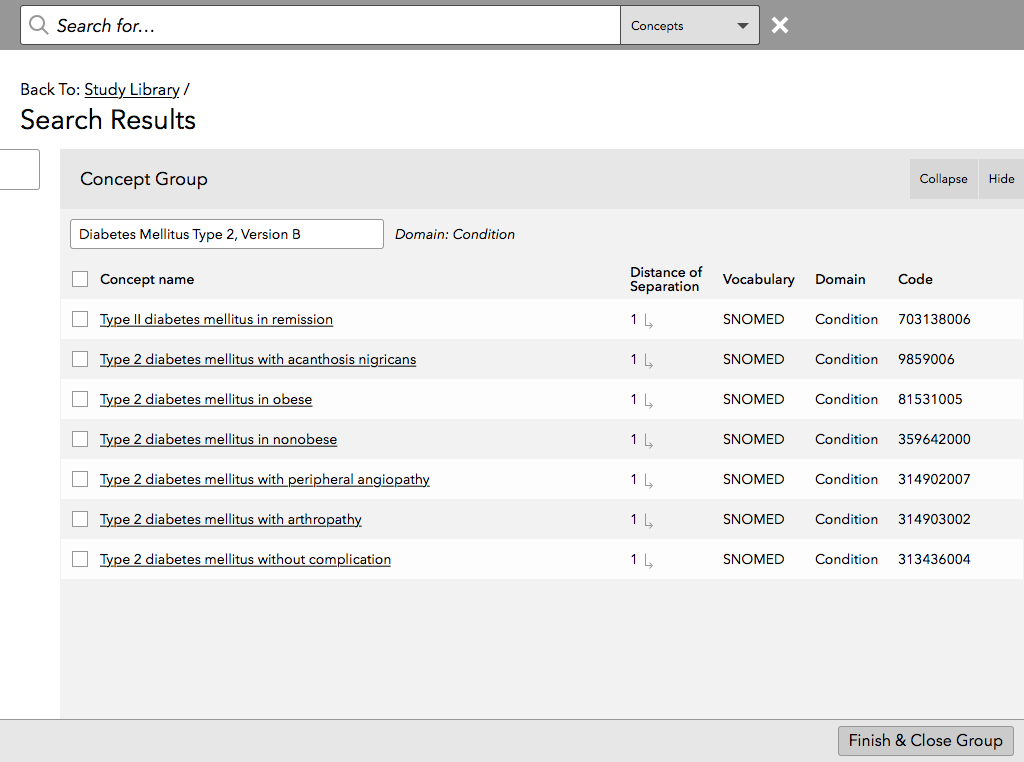 Search for...
Concepts
Back To: Study Library /
Search Results
Concept Group
Collapse
Hide
Diabetes Mellitus Type 2, Version B
Domain: Condition
Concept name Distance of Separation Vocabulary Domain Code
Type II diabetes mellitus in remission 1 SNOMED Condition 703138006
Type 2 diabetes mellitus with acanthosis nigricans 1 SNOMED Condition 9859006
Type 2 diabetes mellitus in obese 1 SNOMED Condition 81531005
Type 2 diabetes mellitus in nonobese 1 SNOMED Condition 359642000
Type 2 diabetes mellitus with peripheral angiopathy 1 SNOMED Condition 314902007
Type 2 diabetes mellitus with arthropathy 1 SNOMED Condition 314903002
Type 2 diabetes mellitus without complication 1 SNOMED Condition 313436004
Finish & Close Group